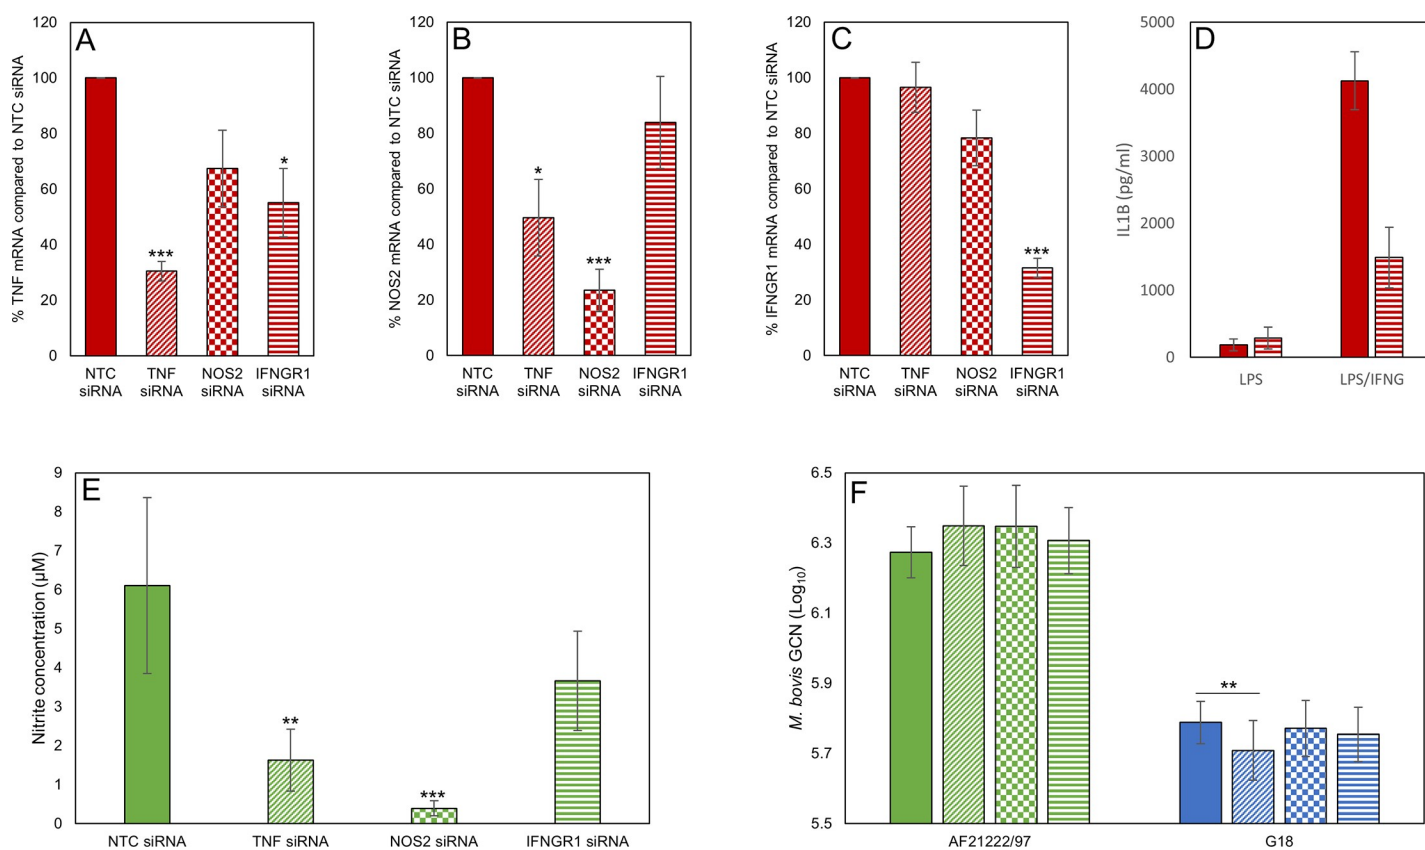 A
% TNF mRNA compared to NTC siRNA
120
100
80
60
40
20
0
***
*
NTC siRNA
TNF siRNA
NOS2 siRNA
IFNGR1 siRNA
B
% NOS2 mRNA compared to NTC siRNA
120
100
80
60
40
20
0
*
***
NTC siRNA
TNF siRNA
NOS2 siRNA
IFNGR1 siRNA
C
% IFNGR1 mRNA compared to NTC siRNA
120
100
80
60
40
20
0
***
NTC siRNA
TNF siRNA
NOS2 siRNA
IFNGR1 siRNA
D
IL1B (pg/ml)
5000
4000
3000
2000
1000
0
LPS
LPS/IFNG
E
Nitrite concentration (µM)
9
8
7
6
5
4
3
2
1
0
**
***
NTC siRNA
TNF siRNA
NOS2 siRNA
IFNGR1 siRNA
F
M. bovis GCN (Log10)
6.5
6.3
6.1
5.9
5.7
5.5
**
AF21222/97
G18